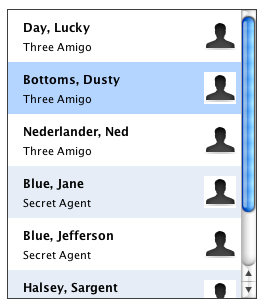 Day, Lucky
Three Amigo
Bottoms, Dusty
Three Amigo
Nederlander, Ned
Three Amigo
Blue, Jane
Secret Agent
Blue, Jefferson
Secret Agent
Halsey, Sargent